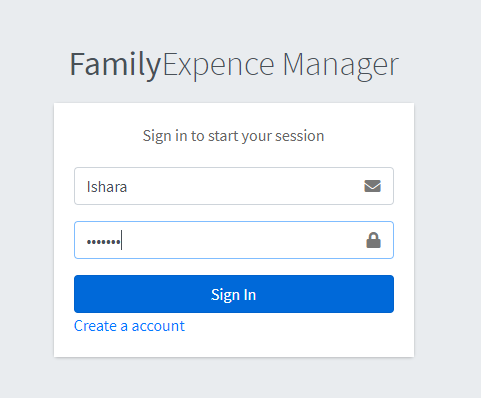 FamilyExpence Manager
Sign in to start your session
Ishara
•••••••
Sign In
Create a account